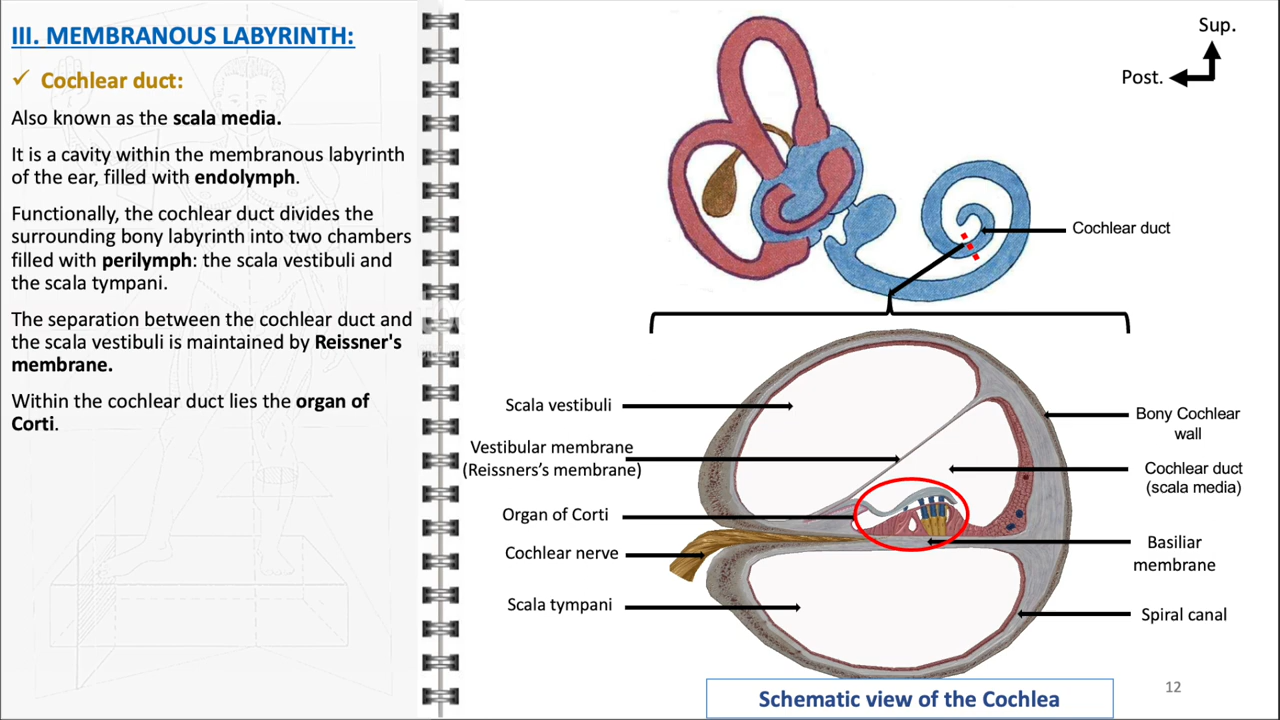 III. MEMBRANOUS LABYRINTH:
✓ Cochlear duct:
Also known as the scala media.
It is a cavity within the membranous labyrinth
of the ear, filled with endolymph.
Functionally, the cochlear duct divides the
surrounding bony labyrinth into two chambers
filled with perilymph: the scala vestibuli and
the scala tympani.
The separation between the cochlear duct and
the scala vestibuli is maintained by Reissner's
membrane.
Within the cochlear duct lies the organ of
Corti.
Sup.
Post.
Cochlear duct
Scala vestibuli
Vestibular membrane
(Reissners's membrane)
Organ of Corti
Cochlear nerve
Scala tympani
Bony Cochlear
wall
Cochlear duct
(scala media)
Basiliar
membrane
Spiral canal
Schematic view of the Cochlea
12